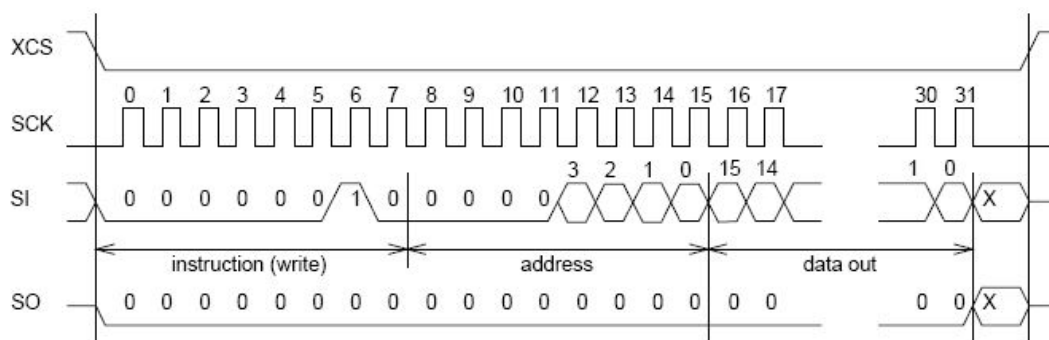 XCS
0 1 2 3 4 5 6 7 8 9 10 11 12 13 14 15 16 17 30 31
SCK
3 2 1 0 15 14 1 0
SI 0 0 0 0 0 0 1 0 0 0 0 0 X
instruction (write) address data out
SO 0 0 0 0 0 0 0 0 0 0 0 0 0 0 0 0 0 0 0 0 X